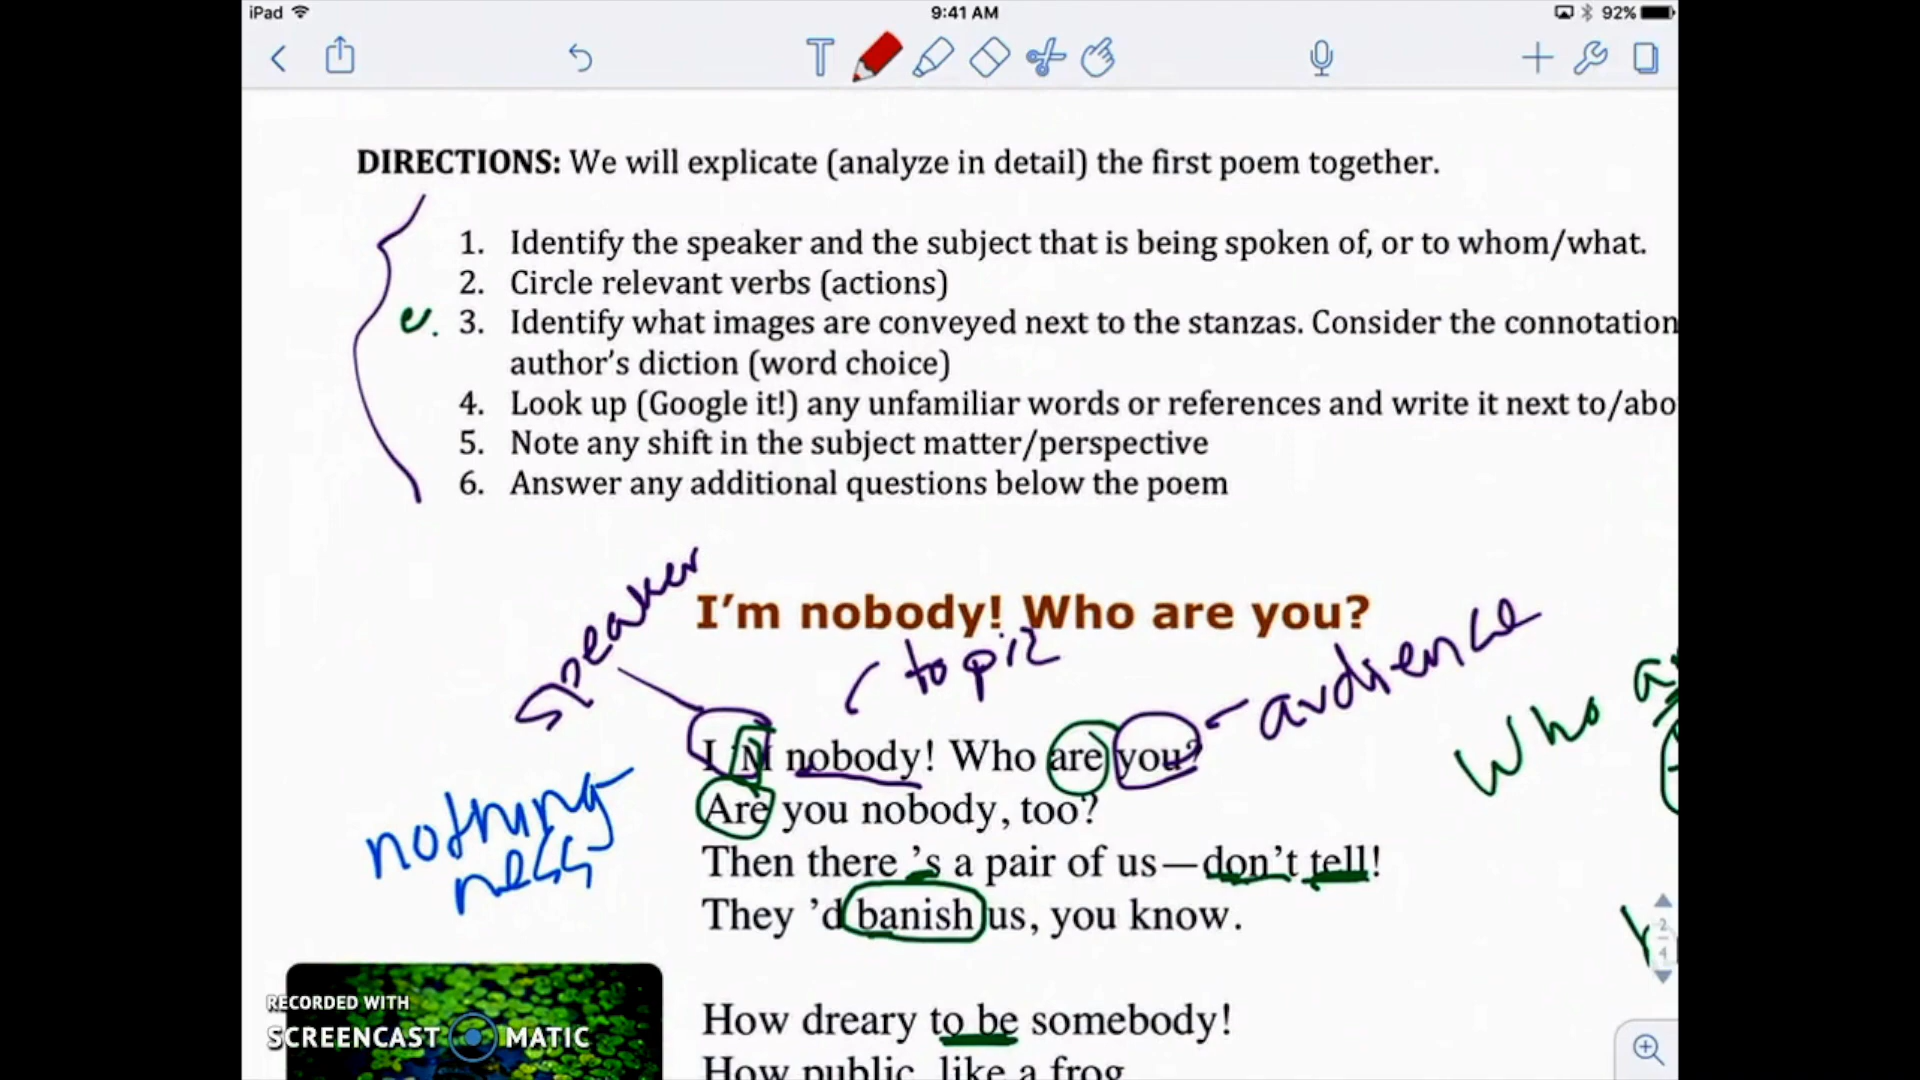 iPad
9:41 AM
92%
T
DIRECTIONS: We will explicate (analyze in detail) the first poem together.
1. Identify the speaker and the subject that is being spoken of, or to whom/what.
2. Circle relevant verbs (actions)
3. Identify what images are conveyed next to the stanzas. Consider the connotation
author's diction (word choice)
4. Look up (Google it!) any unfamiliar words or references and write it next to/abo
5. Note any shift in the subject matter/perspective
6. Answer any additional questions below the poem
speaker
I'm nobody! Who are you?
topic
audience
Who
I'M nobody! Who are you?
nothing
ness
Are you nobody, too?
Then there 's a pair of us—don't tell!
They 'd banish us, you know.
2
4
RECORDED WITH
SCREENCAST MATIC
How dreary to be somebody!
How public, like a frog